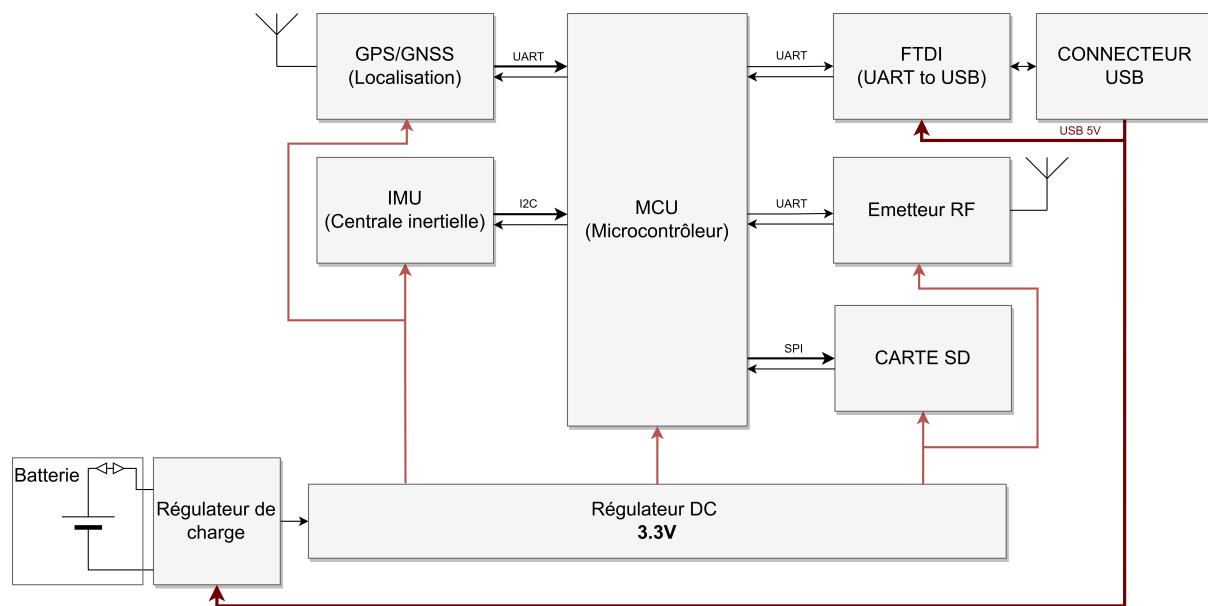 GPS/GNSS
(Localisation)
UART
MCU
(Microcontrôleur)
UART
FTDI
(UART to USB)
CONNECTEUR
USB
USB 5V
IMU
(Centrale inertielle)
I2C
UART
Emetteur RF
SPI
CARTE SD
Batterie
Régulateur de
charge
Régulateur DC
3.3V